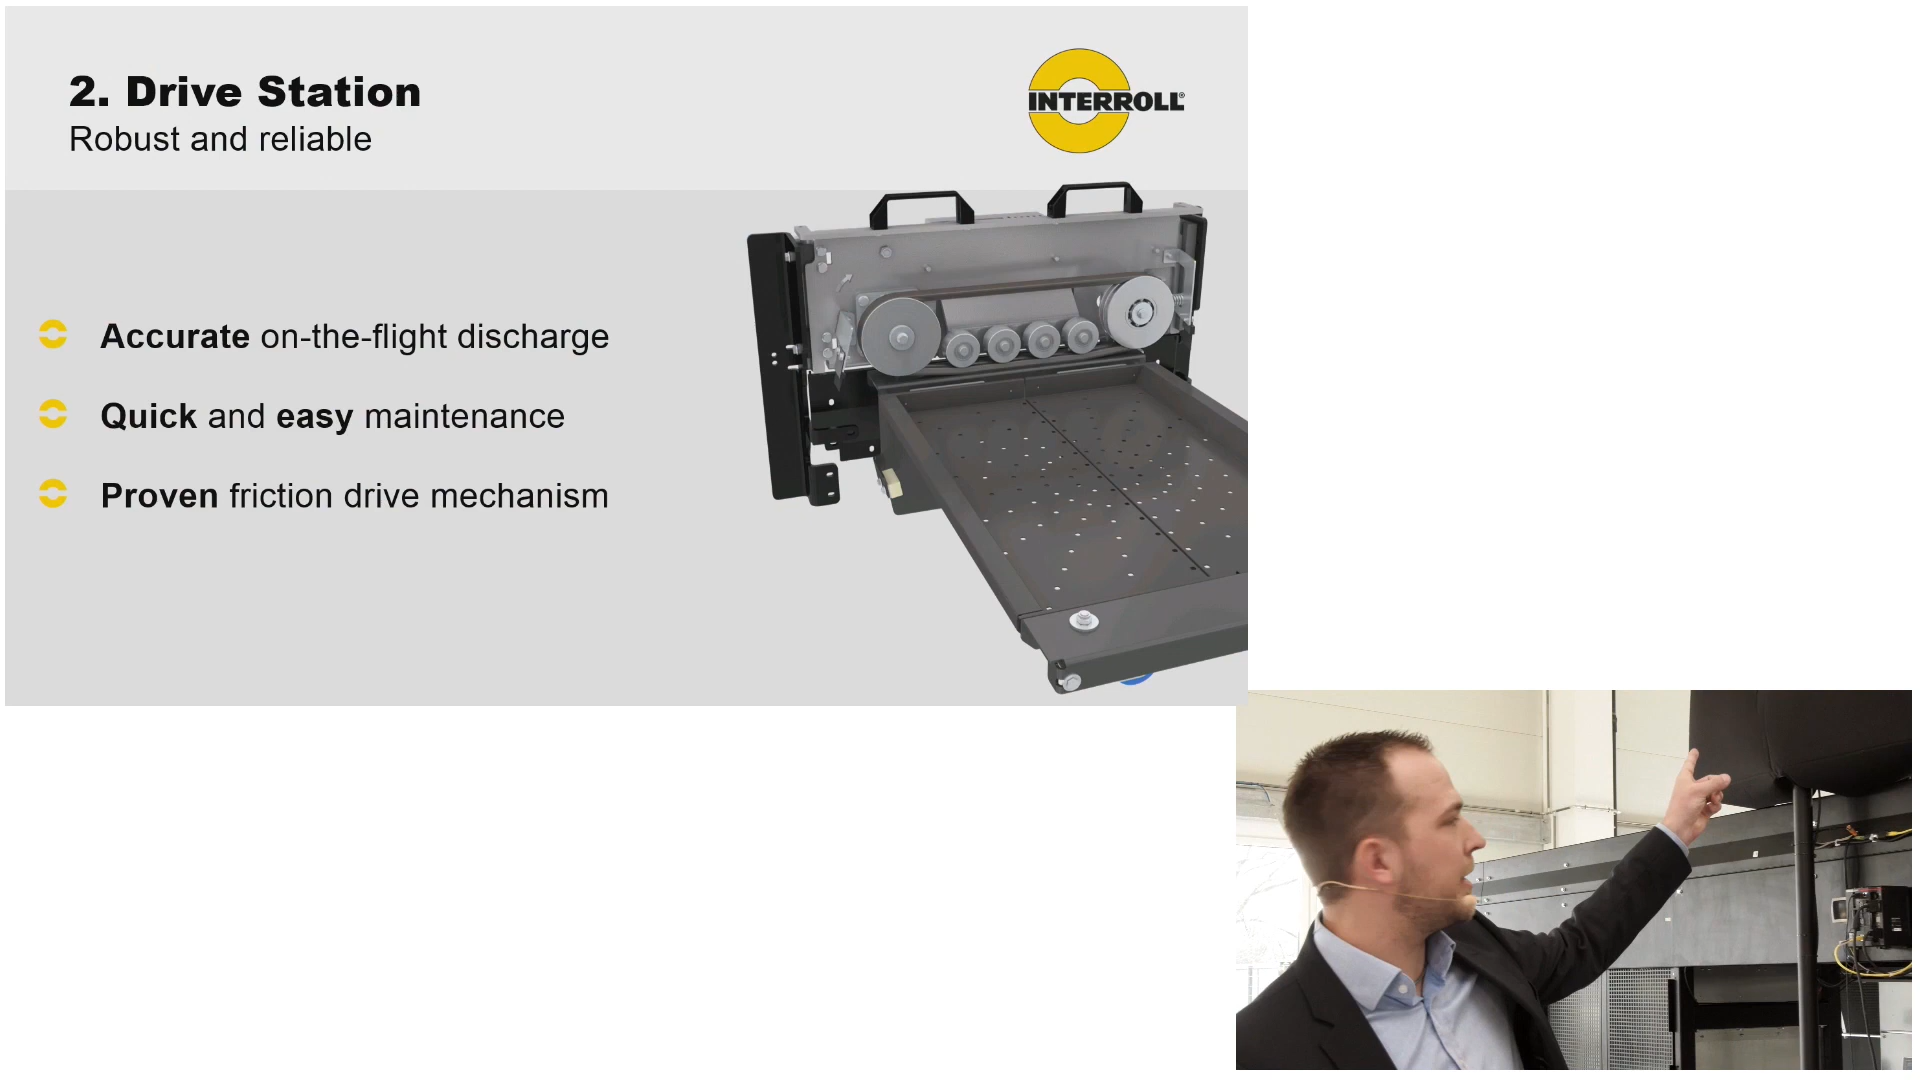 2. Drive Station
Robust and reliable
INTERROLL®
Accurate on-the-flight discharge
Quick and easy maintenance
Proven friction drive mechanism